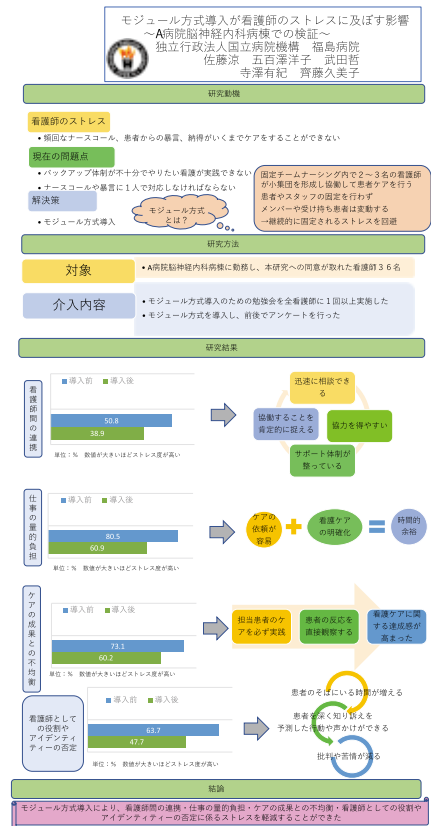 モジュール方式導入が看護師のストレスに及ぼす影響
～A病院脳神経内科病棟での検証～
独立行政法人国立病院機構　福島病院
佐藤涼　五百澤洋子　武田哲
寺澤有紀　齊藤久美子
研究動機
看護師のストレス
• 頻回なナースコール、患者からの暴言、納得がいくまでケアをすることができない
現在の問題点
• バックアップ体制が不十分でやりたい看護が実践できない
• ナースコールや暴言に１人で対応しなければならない
解決策
• モジュール方式導入
モジュール方式
とは？
固定チームナーシング内で２～３名の看護師
が小集団を形成し協働して患者ケアを行う
患者やスタッフの固定を行わず
メンバーや受け持ち患者は変動する
→継続的に固定されるストレスを回避
研究方法
対象
• A病院脳神経内科病棟に勤務し、本研究への同意が取れた看護師３６名
介入内容
• モジュール方式導入のための勉強会を全看護師に１回以上実施した
• モジュール方式を導入し、前後でアンケートを行った
研究結果
看護師間の連携
導入前　導入後
50.8
38.9
単位：％　数値が大きいほどストレス度が高い
迅速に相談でき
る
協働することを
肯定的に捉える
協力を得やすい
サポート体制が
整っている
仕事の量的負担
導入前　導入後
80.5
60.9
単位：％　数値が大きいほどストレス度が高い
ケアの
依頼が
容易
看護ケア
の明確化
時間的
余裕
ケアの成果との不均衡
導入前　導入後
73.1
60.2
単位：％　数値が大きいほどストレス度が高い
担当患者のケ
アを必ず実践
患者の反応を
直接観察する
看護ケアに関
する達成感が
高まった
看護師として
の役割や
アイデンティ
ティーの否定
導入前　導入後
63.7
47.7
単位：％　数値が大きいほどストレス度が高い
患者のそばにいる時間が増える
患者を深く知り訴えを
予測した行動や声かけができる
批判や苦情が減る
結論
モジュール方式導入により、看護師間の連携・仕事の量的負担・ケアの成果との不均衡・看護師としての役割や
アイデンティティーの否定に係るストレスを軽減することができた